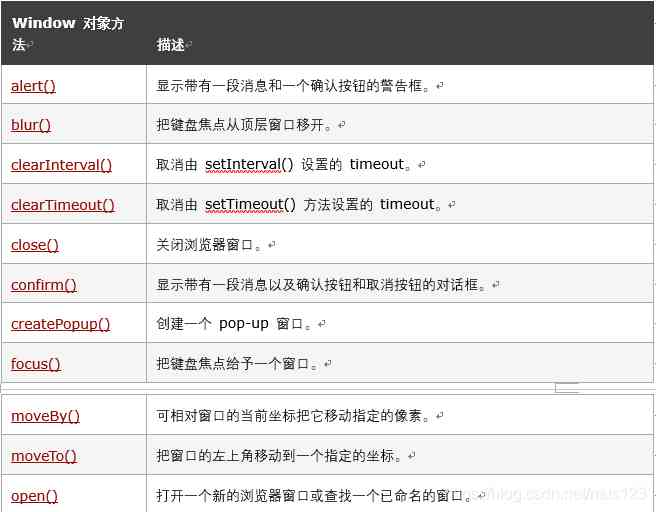 Window 对象方
法
描述
alert() 显示带有一段消息和一个确认按钮的警告框。
blur() 把键盘焦点从顶层窗口移开。
clearInterval() 取消由 setInterval() 设置的 timeout。
clearTimeout() 取消由 setTimeout() 方法设置的 timeout。
close() 关闭浏览器窗口。
confirm() 显示带有一段消息以及确认按钮和取消按钮的对话框。
createPopup() 创建一个 pop-up 窗口。
focus() 把键盘焦点给予一个窗口。
moveBy() 可相对窗口的当前坐标把它移动指定的像素。
moveTo() 把窗口的左上角移动到一个指定的坐标。
open() 打开一个新的浏览器窗口或查找一个已命名的窗口。